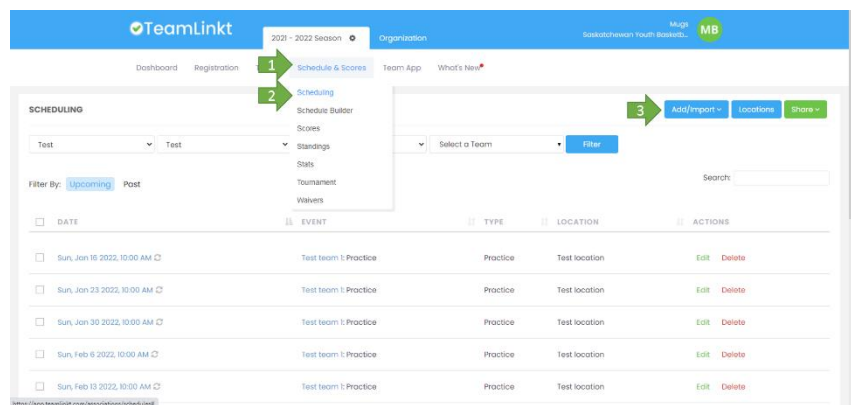 TeamLinkt
2021 - 2022 Season
Organization
Mugs
Saskatchewan Youth Basketb...
MB
Dashboard Registration
1
Schedule & Scores Team App What's New
2
Scheduling
Schedule Builder
Scores
Standings
Stats
Tournament
Waivers
SCHEDULING
3
Add/Import Locations Share
Test Test Select a Team Filter
Filter By: Upcoming Past
Search:
DATE EVENT TYPE LOCATION ACTIONS
Sun, Jan 16 2022, 10:00 AM Test team 1: Practice Practice Test location Edit Delete
Sun, Jan 23 2022, 10:00 AM Test team 1: Practice Practice Test location Edit Delete
Sun, Jan 30 2022, 10:00 AM Test team 1: Practice Practice Test location Edit Delete
Sun, Feb 6 2022, 10:00 AM Test team 1: Practice Practice Test location Edit Delete
Sun, Feb 13 2022, 10:00 AM Test team 1: Practice Practice Test location Edit Delete